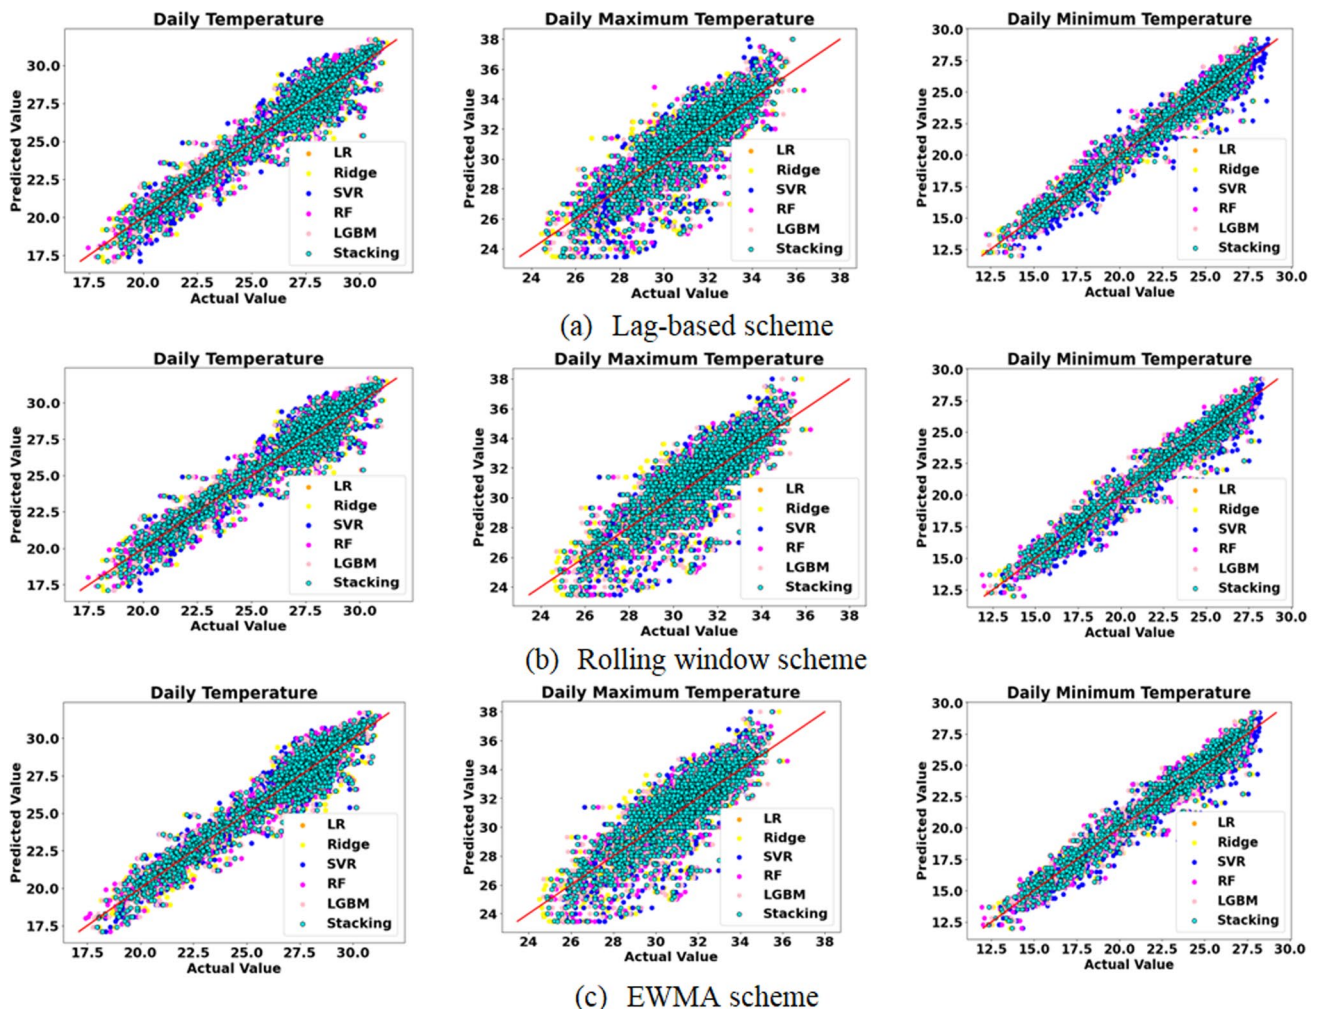 Daily Temperature
Daily Maximum Temperature
Daily Minimum Temperature
Predicted Value
30.0
27.5
25.0
22.5
20.0
17.5
LR
Ridge
SVR
RF
LGBM
Stacking
17.5 20.0 22.5 25.0 27.5 30.0
Actual Value
Predicted Value
38
36
34
32
30
28
26
24
LR
Ridge
SVR
RF
LGBM
Stacking
24 26 28 30 32 34 36 38
Actual Value
Predicted Value
30.0
27.5
25.0
22.5
20.0
17.5
15.0
12.5
LR
Ridge
SVR
RF
LGBM
Stacking
12.5 15.0 17.5 20.0 22.5 25.0 27.5 30.0
Actual Value
(a) Lag-based scheme
Daily Temperature
Daily Maximum Temperature
Daily Minimum Temperature
Predicted Value
30.0
27.5
25.0
22.5
20.0
17.5
LR
Ridge
SVR
RF
LGBM
Stacking
17.5 20.0 22.5 25.0 27.5 30.0
Actual Value
Predicted Value
38
36
34
32
30
28
26
24
LR
Ridge
SVR
RF
LGBM
Stacking
24 26 28 30 32 34 36 38
Actual Value
Predicted Value
30.0
27.5
25.0
22.5
20.0
17.5
15.0
12.5
LR
Ridge
SVR
RF
LGBM
Stacking
12.5 15.0 17.5 20.0 22.5 25.0 27.5 30.0
Actual Value
(b) Rolling window scheme
Daily Temperature
Daily Maximum Temperature
Daily Minimum Temperature
Predicted Value
30.0
27.5
25.0
22.5
20.0
17.5
LR
Ridge
SVR
RF
LGBM
Stacking
17.5 20.0 22.5 25.0 27.5 30.0
Actual Value
Predicted Value
38
36
34
32
30
28
26
24
LR
Ridge
SVR
RF
LGBM
Stacking
24 26 28 30 32 34 36 38
Actual Value
Predicted Value
30.0
27.5
25.0
22.5
20.0
17.5
15.0
12.5
LR
Ridge
SVR
RF
LGBM
Stacking
12.5 15.0 17.5 20.0 22.5 25.0 27.5 30.0
Actual Value
(c) EWMA scheme